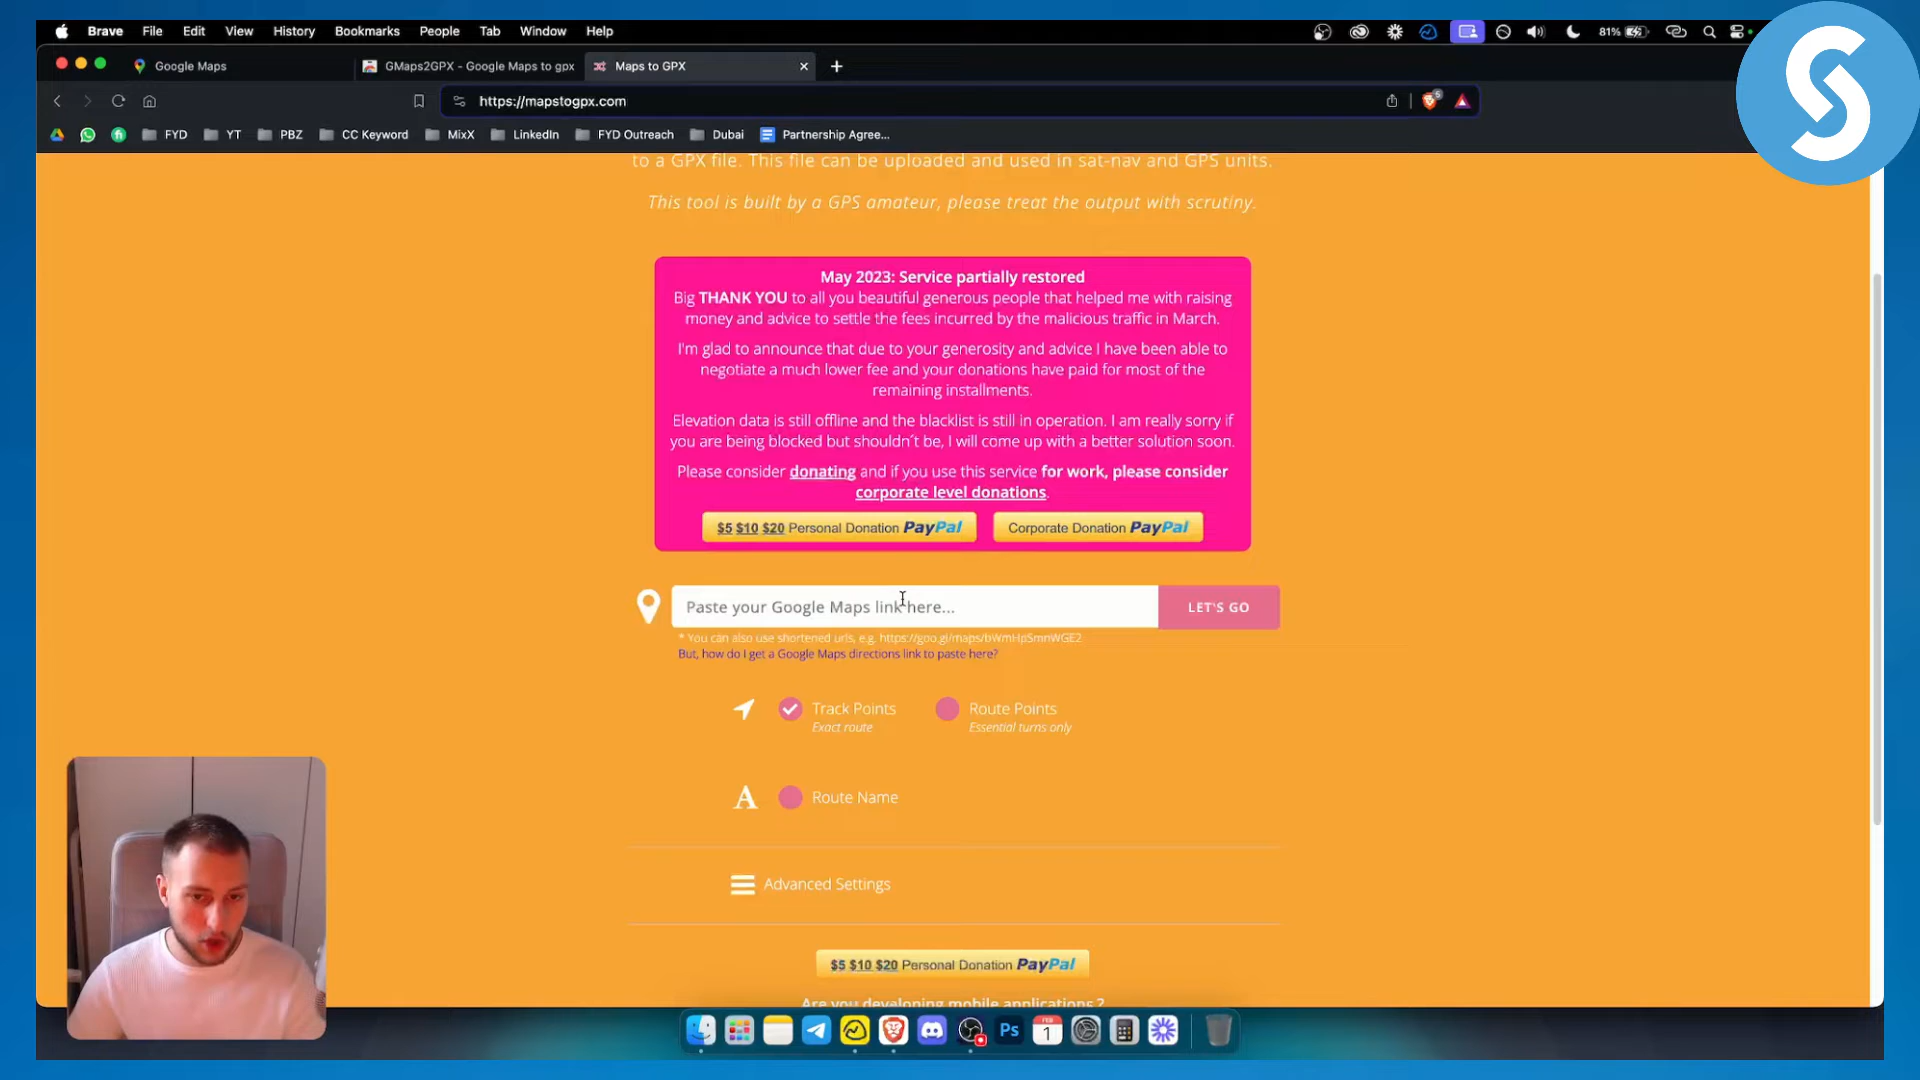 Brave File Edit View History Bookmarks People Tab Window Help 81%
Google Maps GMaps2GPX - Google Maps to gpx Maps to GPX
https://mapstogpx.com 5
FYD YT PBZ CC Keyword MixX LinkedIn FYD Outreach Dubai Partnership Agree...
to a GPX file. This file can be uploaded and used in sat-nav and GPS units.
This tool is built by a GPS amateur, please treat the output with scrutiny.
May 2023: Service partially restored
Big THANK YOU to all you beautiful generous people that helped me with raising
money and advice to settle the fees incurred by the malicious traffic in March.
I'm glad to announce that due to your generosity and advice I have been able to
negotiate a much lower fee and your donations have paid for most of the
remaining installments.
Elevation data is still offline and the blacklist is still in operation. I am really sorry if
you are being blocked but shouldn't be, I will come up with a better solution soon.
Please consider donating and if you use this service for work, please consider
corporate level donations.
$5 $10 $20 Personal Donation PayPal Corporate Donation PayPal
Paste your Google Maps link here... LET'S GO
* You can also use shortened urls, e.g. https://goo.gl/maps/bWmHpSmnWGE2
But, how do I get a Google Maps directions link to paste here?
Track Points Route Points
Exact route Essential turns only
A Route Name
Advanced Settings
$5 $10 $20 Personal Donation PayPal
Are you developing mobile applications ?
Ps FEB 1